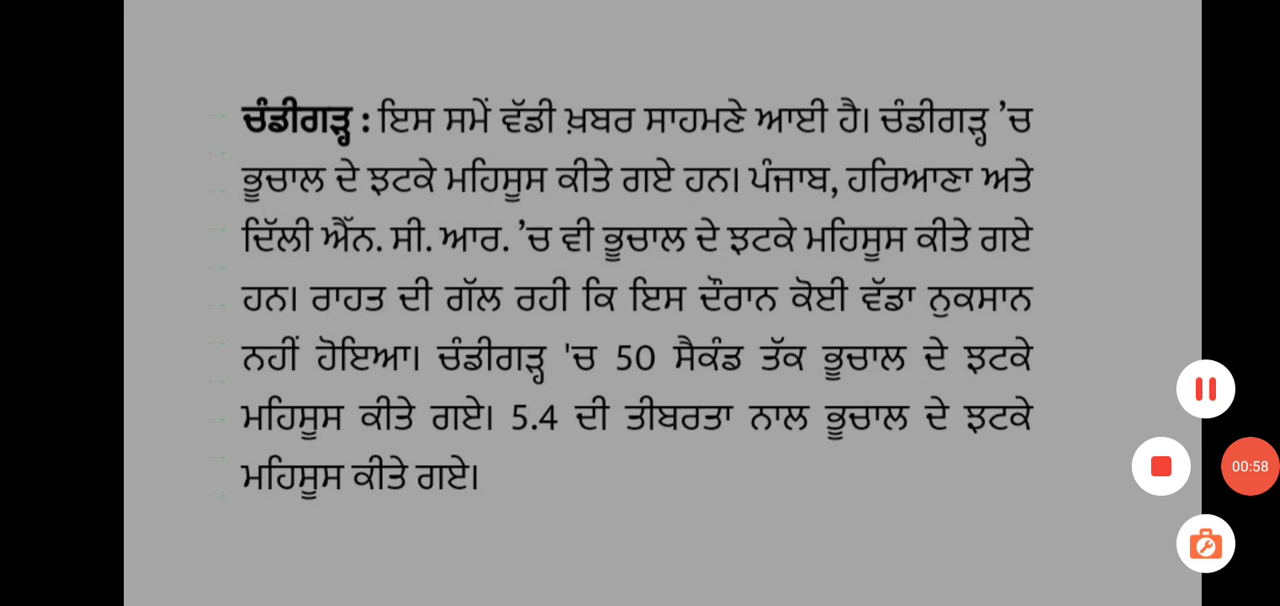 ਚੰਡੀਗੜ੍ਹ : ਇਸ ਸਮੇਂ ਵੱਡੀ ਖ਼ਬਰ ਸਾਹਮਣੇ ਆਈ ਹੈ। ਚੰਡੀਗੜ੍ਹ ’ਚ
ਭੂਚਾਲ ਦੇ ਝਟਕੇ ਮਹਿਸੂਸ ਕੀਤੇ ਗਏ ਹਨ। ਪੰਜਾਬ, ਹਰਿਆਣਾ ਅਤੇ
ਦਿੱਲੀ ਐੱਨ. ਸੀ. ਆਰ. ’ਚ ਵੀ ਭੂਚਾਲ ਦੇ ਝਟਕੇ ਮਹਿਸੂਸ ਕੀਤੇ ਗਏ
ਹਨ। ਰਾਹਤ ਦੀ ਗੱਲ ਰਹੀ ਕਿ ਇਸ ਦੌਰਾਨ ਕੋਈ ਵੱਡਾ ਨੁਕਸਾਨ
ਨਹੀਂ ਹੋਇਆ। ਚੰਡੀਗੜ੍ਹ 'ਚ 50 ਸੈਕੰਡ ਤੱਕ ਭੂਚਾਲ ਦੇ ਝਟਕੇ
ਮਹਿਸੂਸ ਕੀਤੇ ਗਏ। 5.4 ਦੀ ਤੀਬਰਤਾ ਨਾਲ ਭੂਚਾਲ ਦੇ ਝਟਕੇ
ਮਹਿਸੂਸ ਕੀਤੇ ਗਏ।
00:58